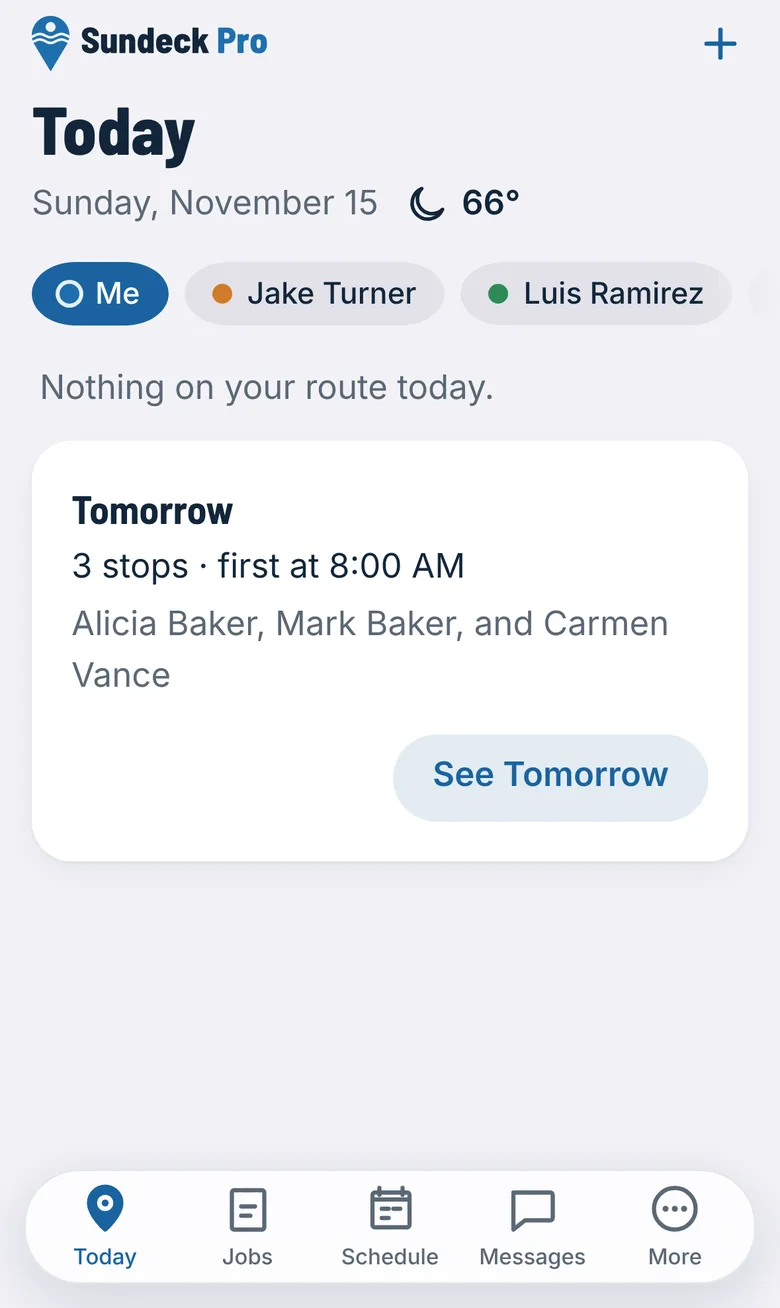 Sundeck Pro
Today
Sunday, November 15 66°
Me Jake Turner Luis Ramirez
Nothing on your route today.
Tomorrow
3 stops · first at 8:00 AM
Alicia Baker, Mark Baker, and Carmen
Vance
See Tomorrow
Today Jobs Schedule Messages More